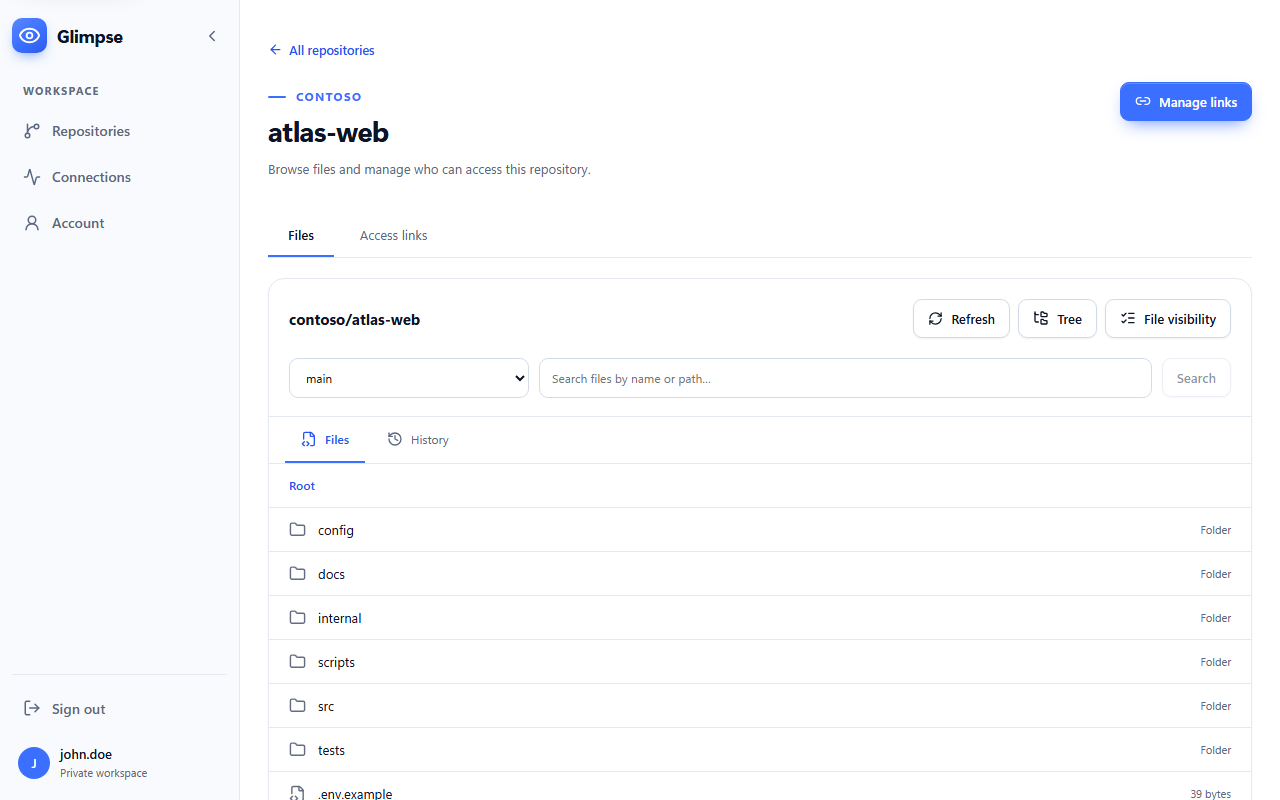 Glimpse
WORKSPACE
Repositories
Connections
Account
Sign out
J
john.doe
Private workspace
All repositories
CONTOSO
atlas-web
Browse files and manage who can access this repository.
Manage links
Files
Access links
contoso/atlas-web
Refresh
Tree
File visibility
main
Search files by name or path...
Search
Files
History
Root
config Folder
docs Folder
internal Folder
scripts Folder
src Folder
tests Folder
.env.example 39 bytes